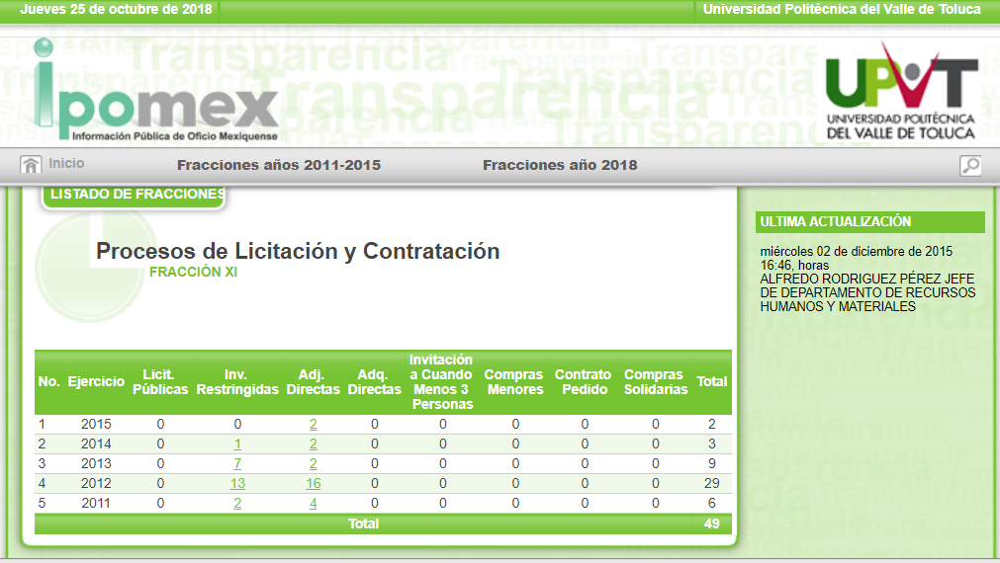 Jueves 25 de octubre de 2018
Universidad Politécnica del Valle de Toluca
Transparencia
ipomex
Información Pública de Oficio Mexiquense
UPVT
UNIVERSIDAD POLITÉCNICA
DEL VALLE DE TOLUCA
Inicio Fracciones años 2011-2015 Fracciones año 2018
LISTADO DE FRACCIONES
Procesos de Licitación y Contratación
FRACCIÓN XI
ULTIMA ACTUALIZACIÓN
miércoles 02 de diciembre de 2015
16:46, horas
ALFREDO RODRIGUEZ PÉREZ JEFE
DE DEPARTAMENTO DE RECURSOS
HUMANOS Y MATERIALES
No. Ejercicio Licit. Públicas Inv. Restringidas Adj. Directas Adq. Directas Invitación a Cuando Menos 3 Personas Compras Menores Contrato Pedido Compras Solidarias Total
1 2015 0 0 2 0 0 0 0 0 2
2 2014 0 1 2 0 0 0 0 0 3
3 2013 0 7 2 0 0 0 0 0 9
4 2012 0 13 16 0 0 0 0 0 29
5 2011 0 2 4 0 0 0 0 0 6
Total 49